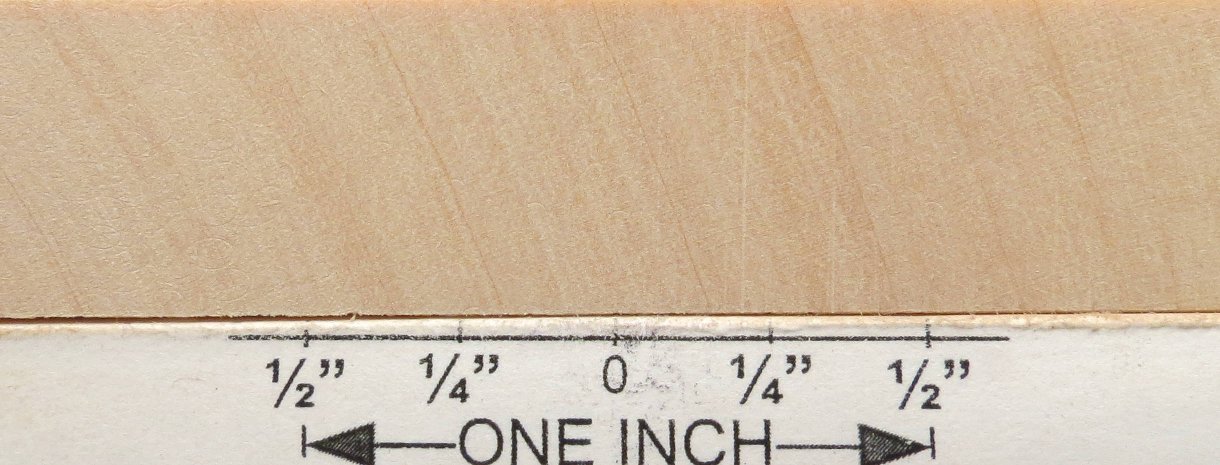 ½” ¼” 0 ¼” ½”
ONE INCH